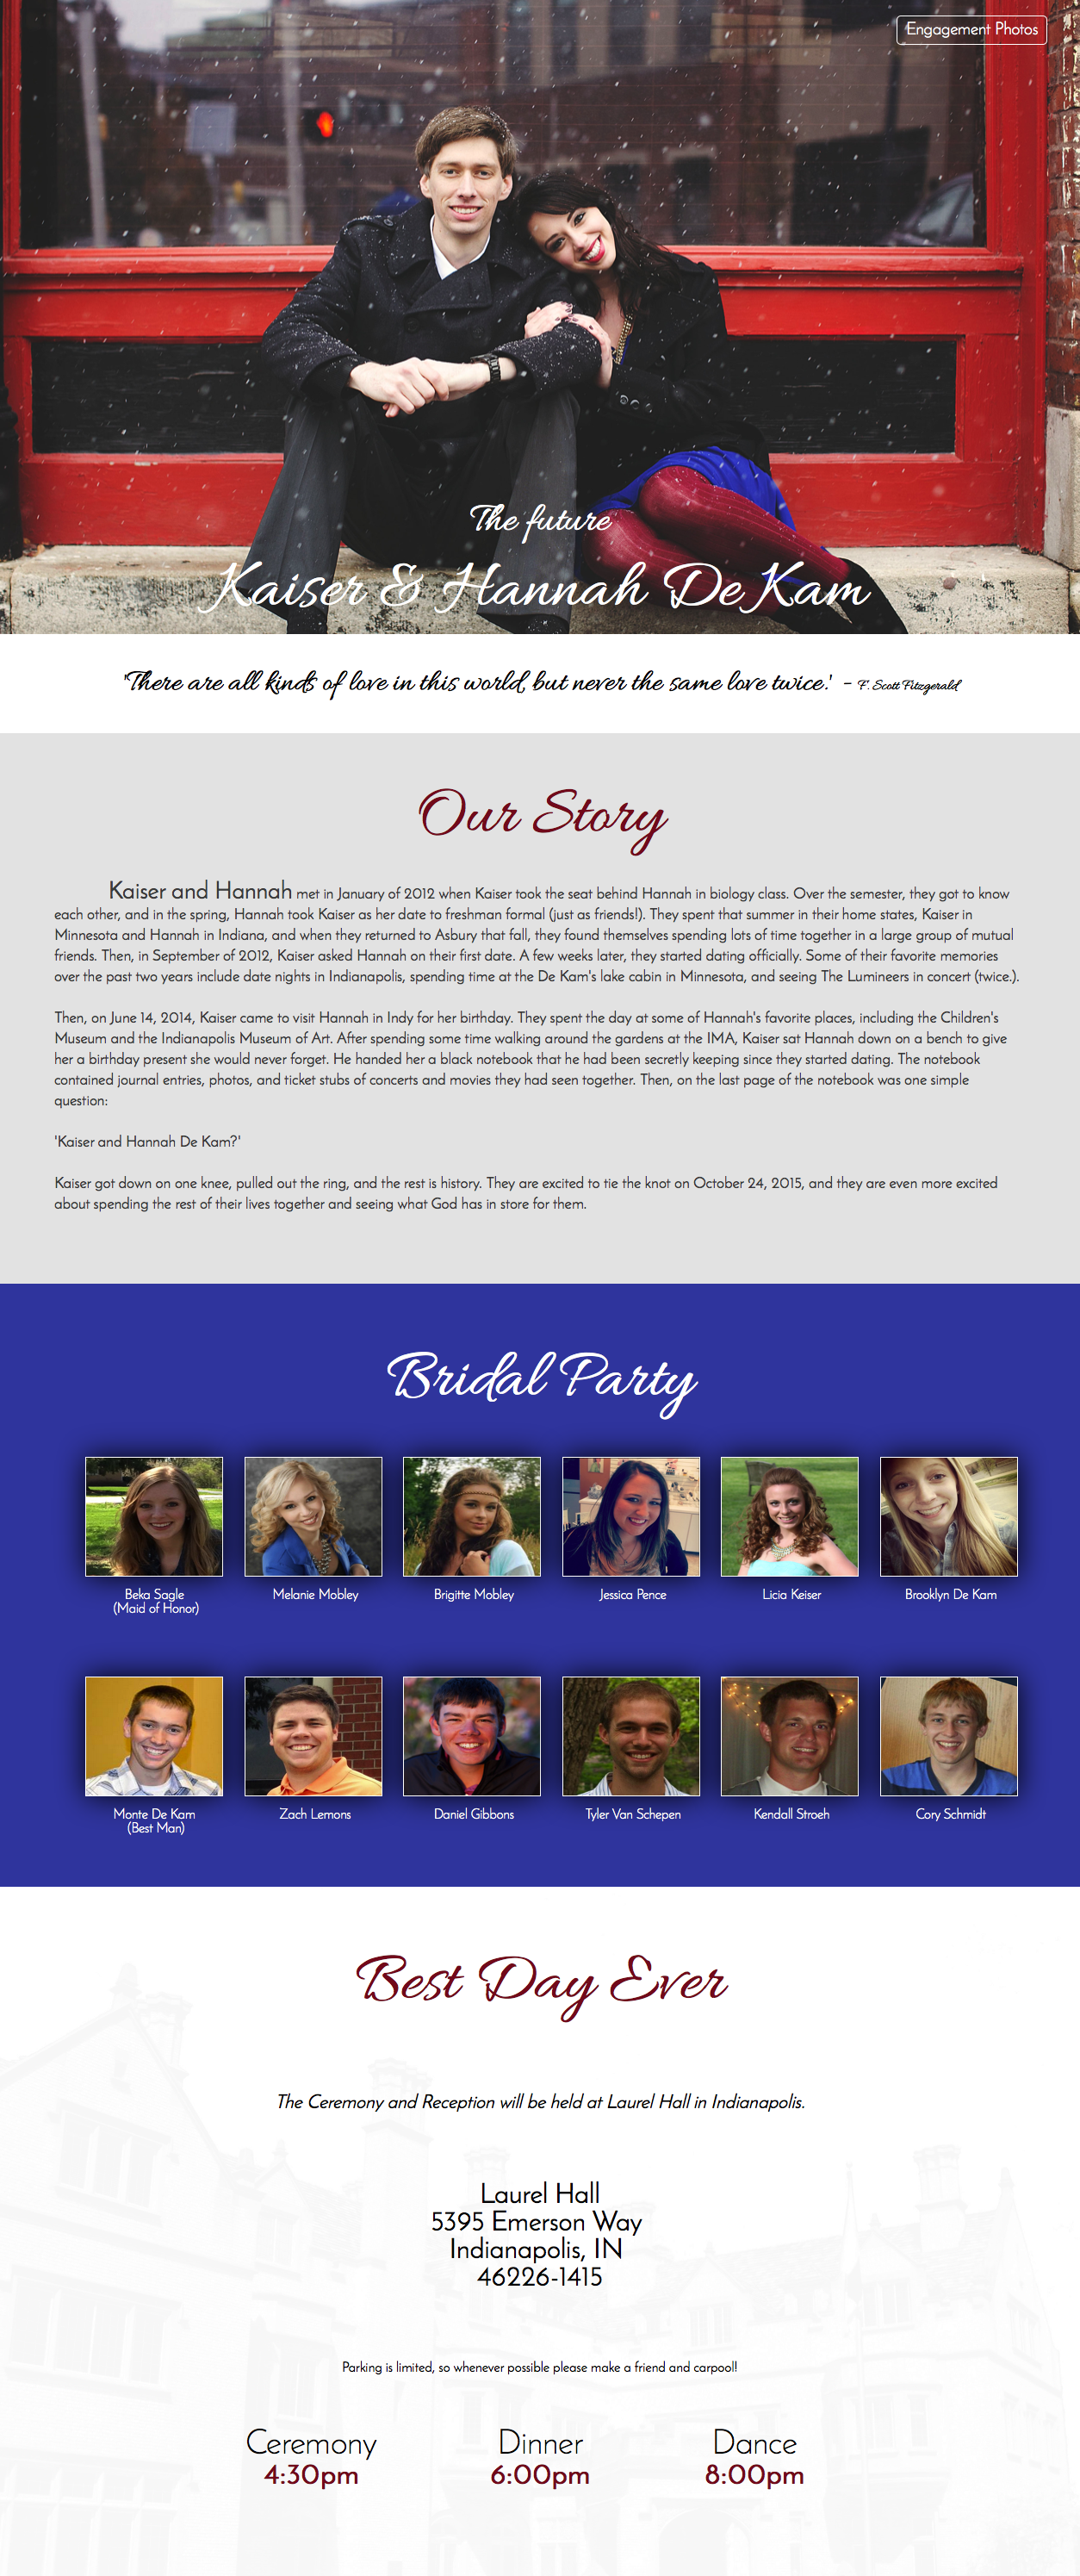 Engagement Photos
The future
Kaiser & Hannah De Kam
"There are all kinds of love in this world, but never the same love twice." - F. Scott Fitzgerald
Our Story
Kaiser and Hannah met in January of 2012 when Kaiser took the seat behind Hannah in biology class. Over the semester, they got to know
each other, and in the spring, Hannah took Kaiser as her date to freshman formal (just as friends!). They spent that summer in their home states, Kaiser in
Minnesota and Hannah in Indiana, and when they returned to Asbury that fall, they found themselves spending lots of time together in a large group of mutual
friends. Then, in September of 2012, Kaiser asked Hannah on their first date. A few weeks later, they started dating officially. Some of their favorite memories
over the past two years include date nights in Indianapolis, spending time at the De Kam's lake cabin in Minnesota, and seeing The Lumineers in concert (twice.).
Then, on June 14, 2014, Kaiser came to visit Hannah in Indy for her birthday. They spent the day at some of Hannah's favorite places, including the Children's
Museum and the Indianapolis Museum of Art. After spending some time walking around the gardens at the IMA, Kaiser sat Hannah down on a bench to give
her a birthday present she would never forget. He handed her a black notebook that he had been secretly keeping since they started dating. The notebook
contained journal entries, photos, and ticket stubs of concerts and movies they had seen together. Then, on the last page of the notebook was one simple
question:
'Kaiser and Hannah De Kam?'
Kaiser got down on one knee, pulled out the ring, and the rest is history. They are excited to tie the knot on October 24, 2015, and they are even more excited
about spending the rest of their lives together and seeing what God has in store for them.
Bridal Party
Beka Sagle
(Maid of Honor)
Melanie Mobley
Brigitte Mobley
Jessica Pence
Licia Keiser
Brooklyn De Kam
Monte De Kam
(Best Man)
Zach Lemons
Daniel Gibbons
Tyler Van Schepen
Kendall Stroeh
Cory Schmidt
Best Day Ever
The Ceremony and Reception will be held at Laurel Hall in Indianapolis.
Laurel Hall
5395 Emerson Way
Indianapolis, IN
46226-1415
Parking is limited, so whenever possible please make a friend and carpool!
Ceremony
4:30pm
Dinner
6:00pm
Dance
8:00pm